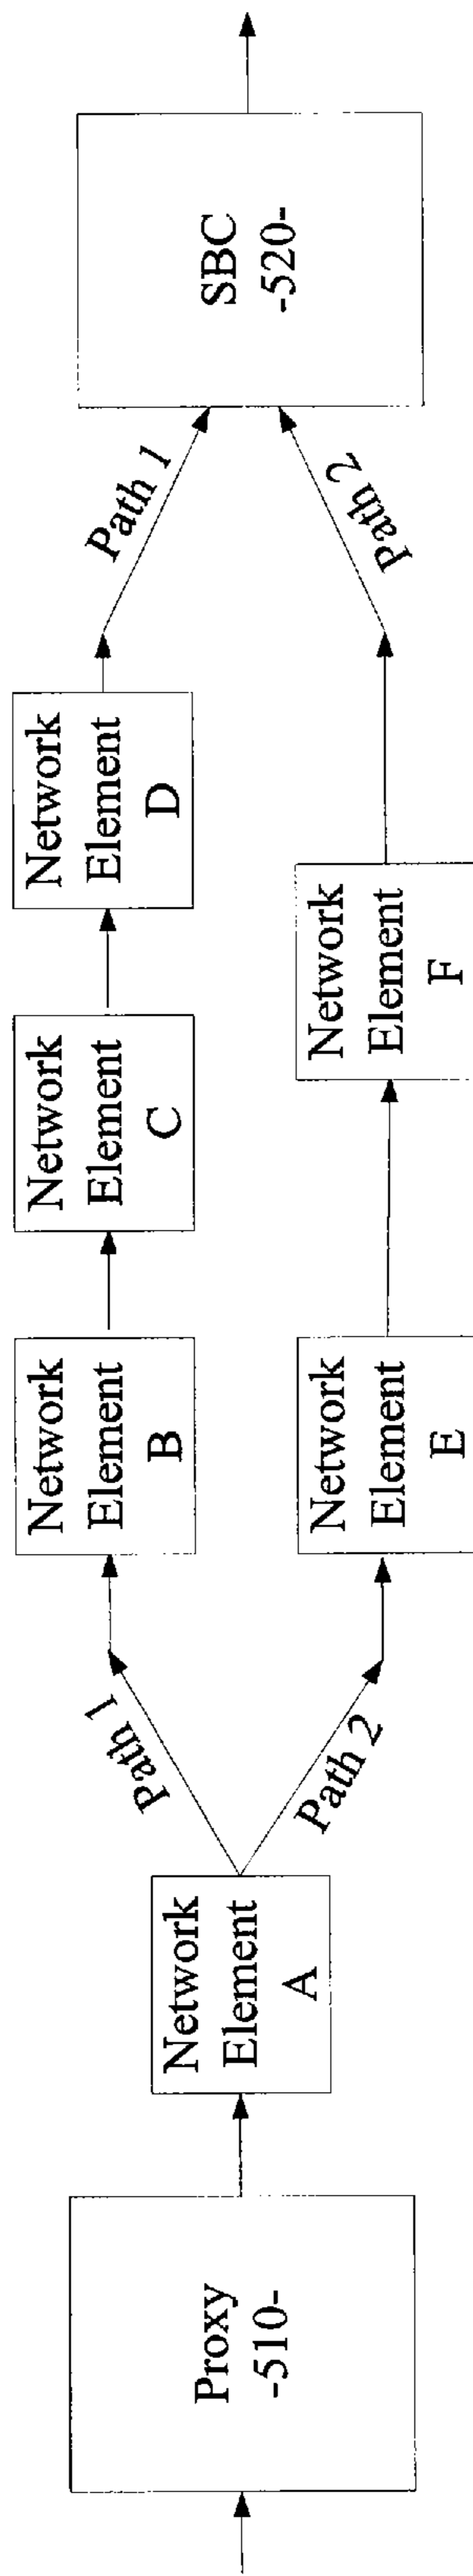 Proxy
-510-
Network
Element
A
Path 1
Path 2
Network
Element
B
Network
Element
C
Network
Element
D
Path 1
Network
Element
E
Network
Element
F
Path 2
SBC
-520-